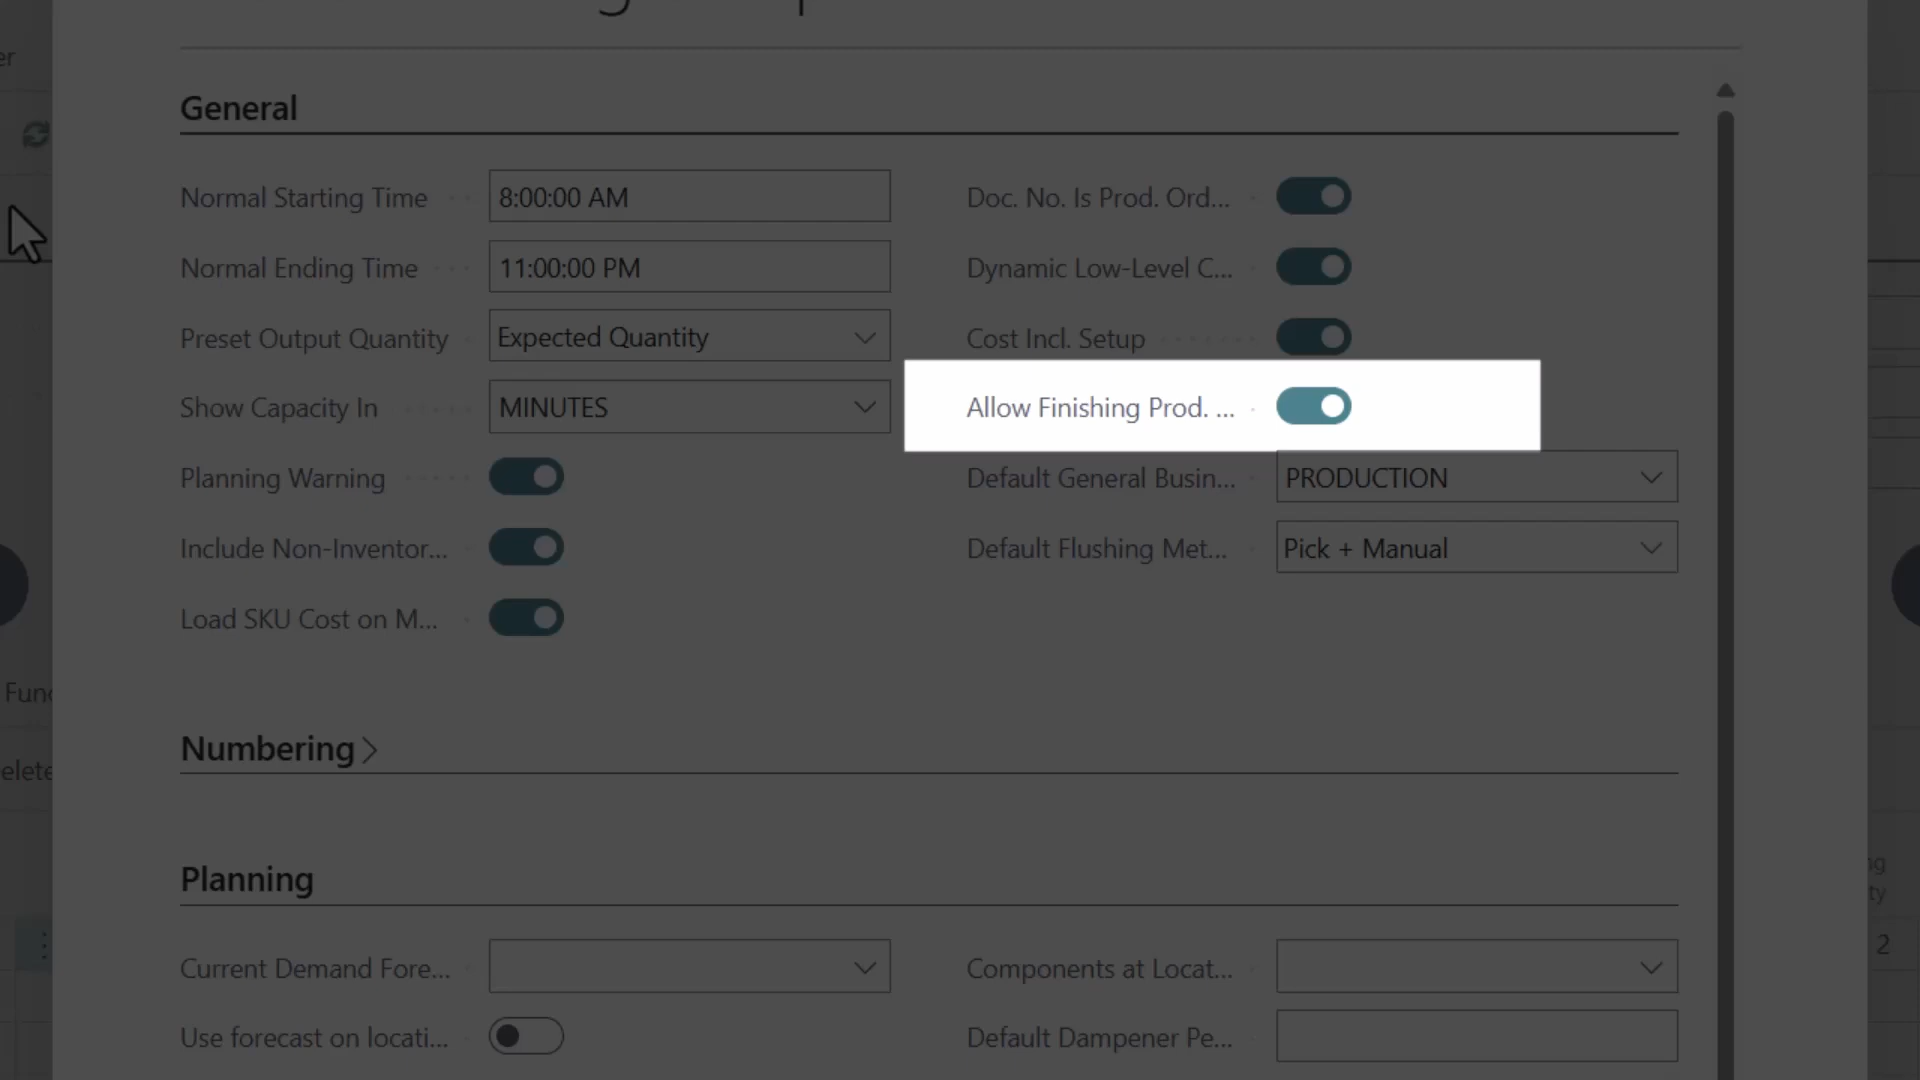 General
Normal Starting Time 8:00:00 AM
Doc. No. Is Prod. Ord...
Normal Ending Time 11:00:00 PM
Dynamic Low-Level C...
Preset Output Quantity Expected Quantity
Cost Incl. Setup
Show Capacity In MINUTES
Allow Finishing Prod. ...
Planning Warning
Default General Busin... PRODUCTION
Include Non-Inventor...
Default Flushing Met... Pick + Manual
Load SKU Cost on M...
Numbering
Planning
Current Demand Fore...
Components at Locat...
Use forecast on locati...
Default Dampener Pe...
2